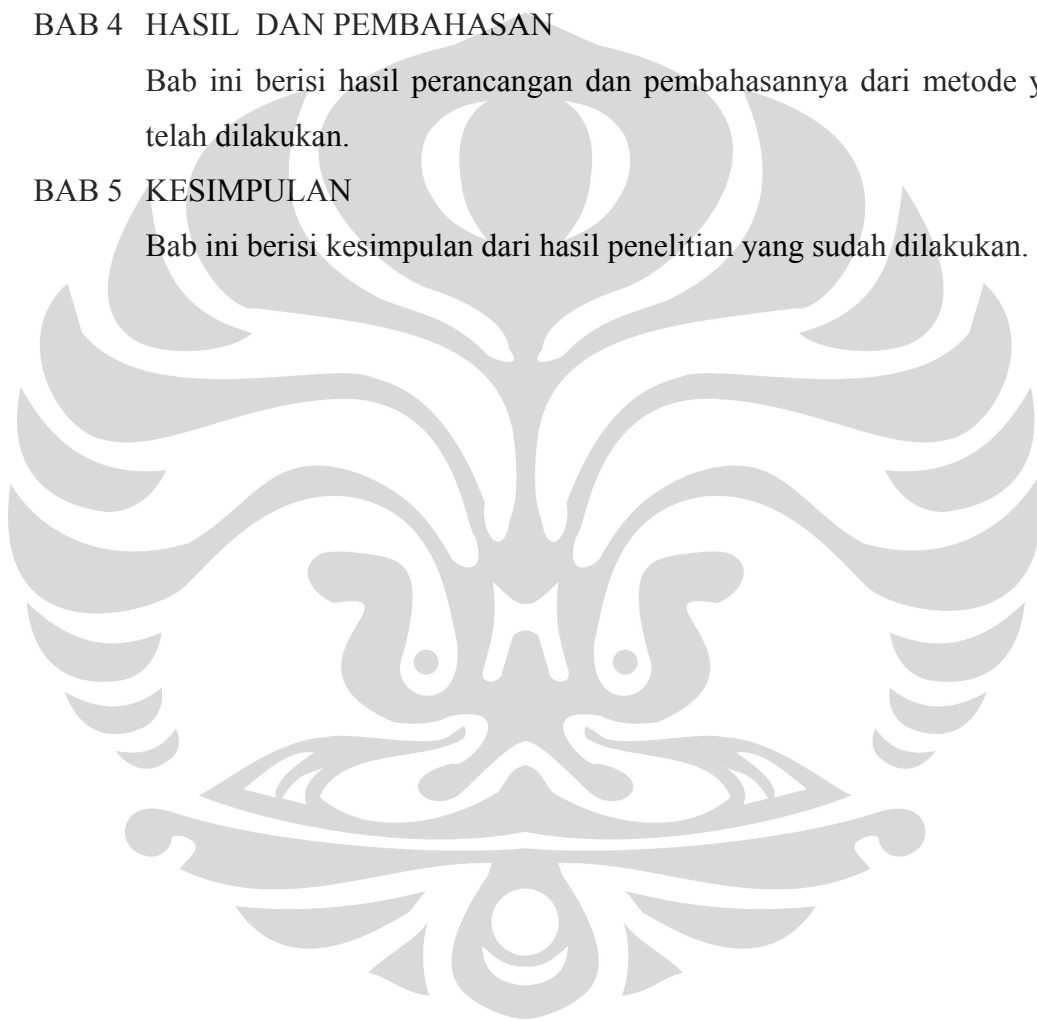 BAB 4 HASIL DAN PEMBAHASAN
Bab ini berisi hasil perancangan dan pembahasannya dari metode
telah dilakukan.
BAB 5 KESIMPULAN
Bab ini berisi kesimpulan dari hasil penelitian yang sudah dilakukan.